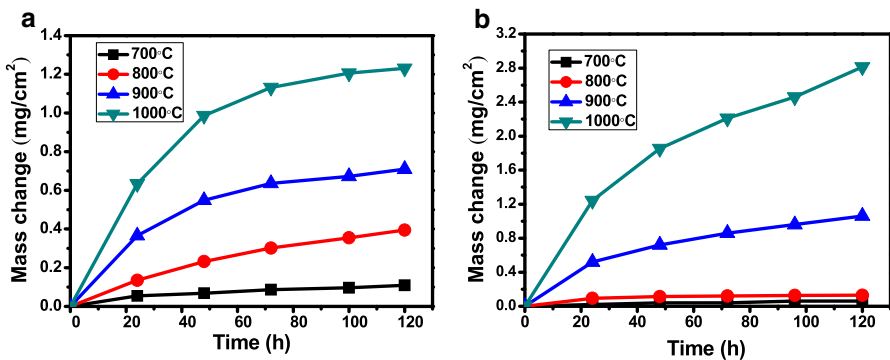 a
Mass change (mg/cm²)
1.4
1.2
1.0
0.8
0.6
0.4
0.2
0.0
700°C
800°C
900°C
1000°C
0 20 40 60 80 100 120
Time (h)
b
Mass change (mg/cm²)
3.2
2.8
2.4
2.0
1.6
1.2
0.8
0.4
0.0
700°C
800°C
900°C
1000°C
0 20 40 60 80 100 120
Time (h)